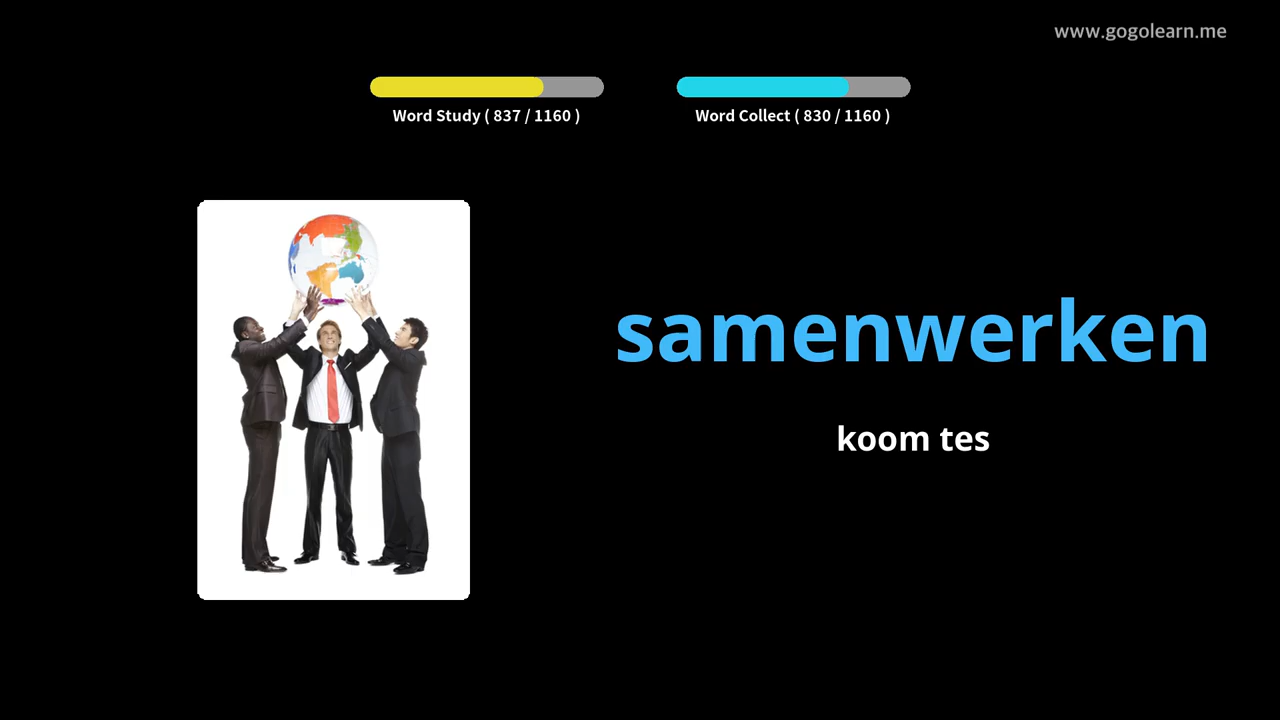 www.gogolearn.me
Word Study ( 837 / 1160 )
Word Collect ( 830 / 1160 )
samenwerken
koom tes